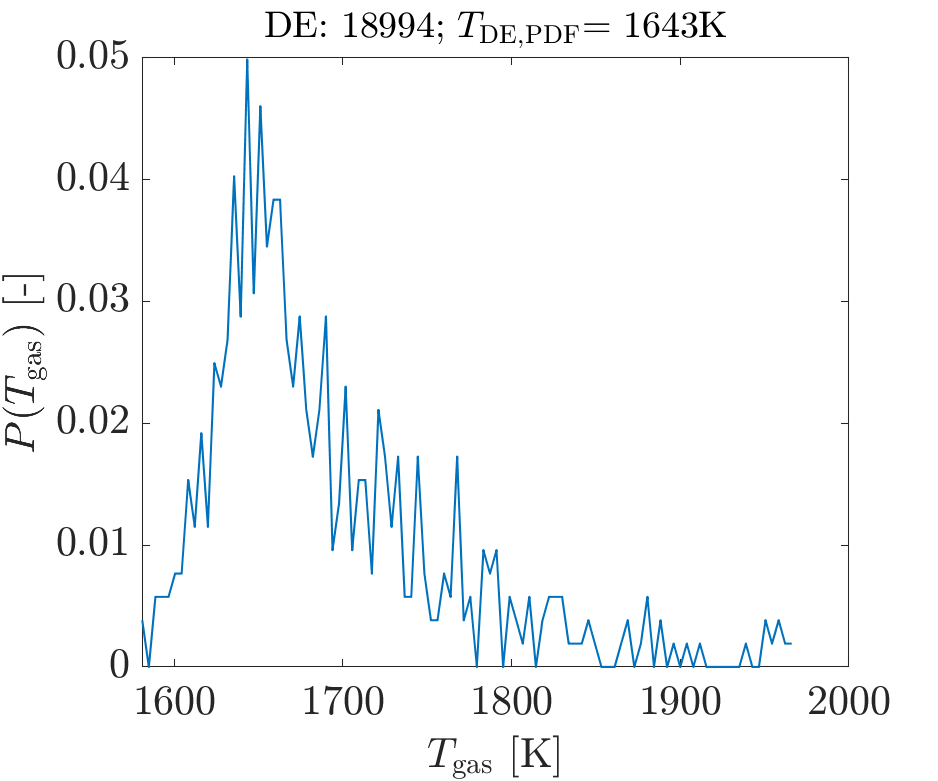 DE: 18994; T_DE,PDF= 1643K
0.05
0.04
0.03
0.02
0.01
0
P(T_gas) [-]
1600 1700 1800 1900 2000
T_gas [K]